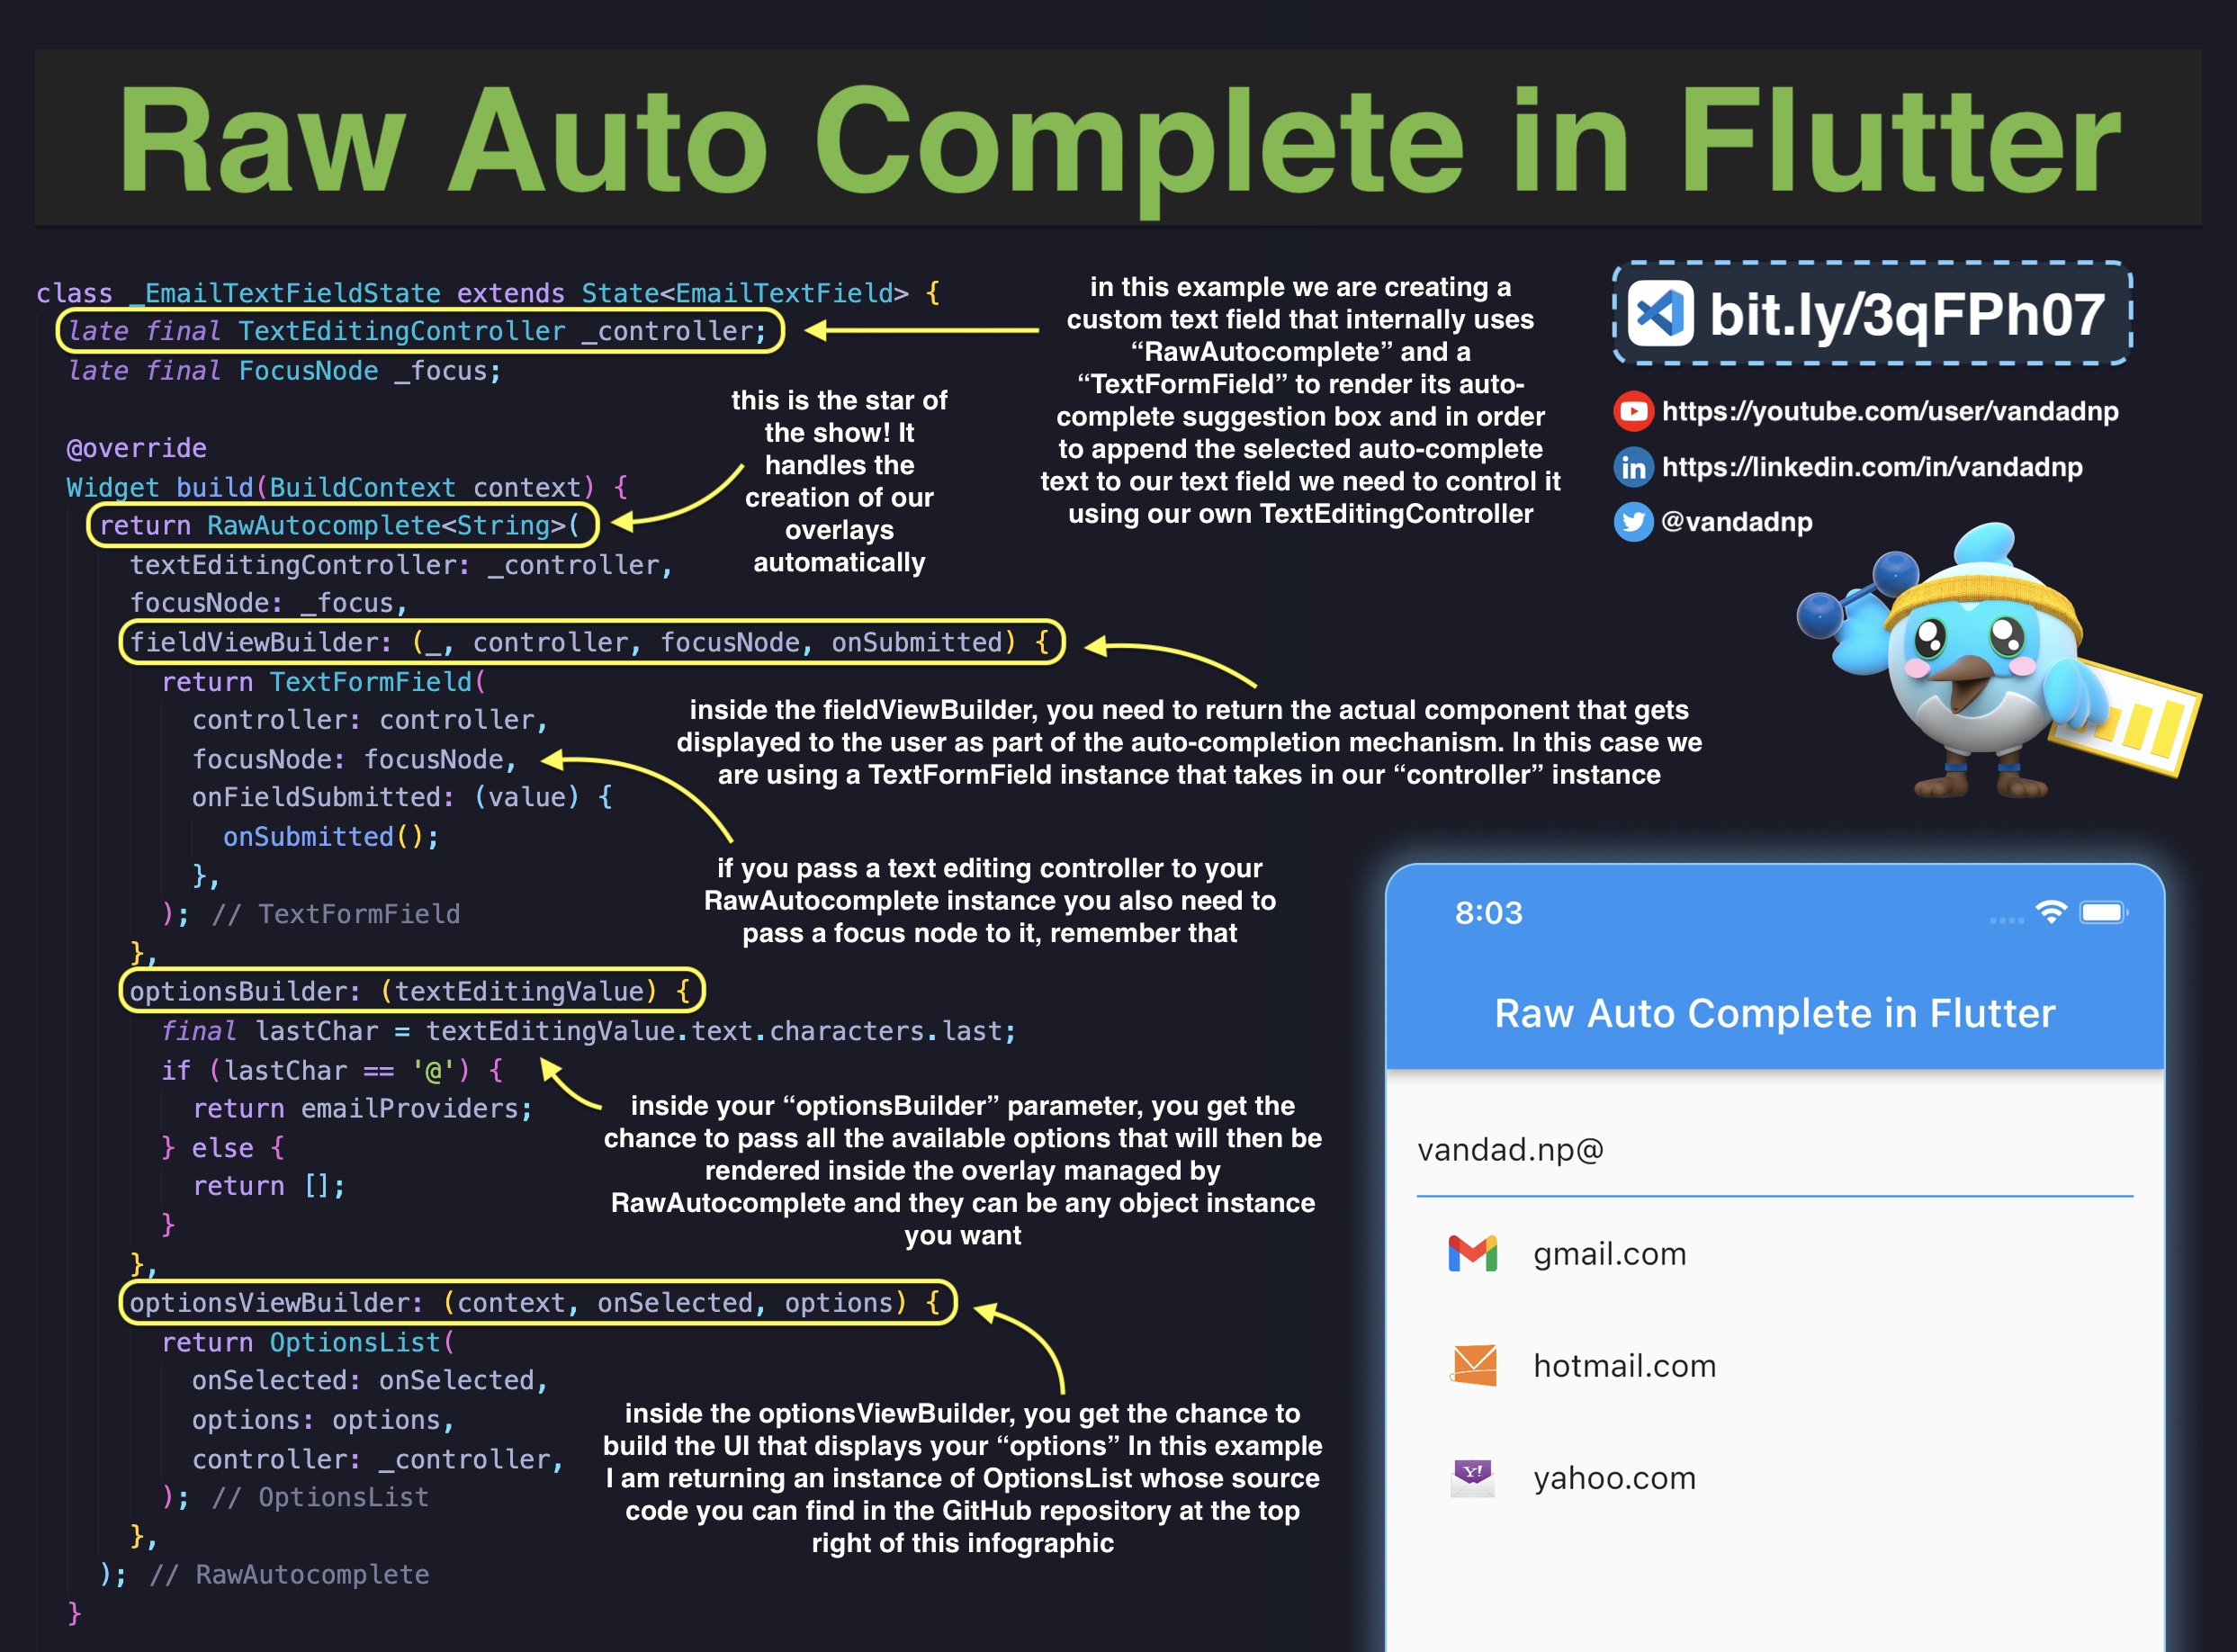 Raw Auto Complete in Flutter
class _EmailTextFieldState extends State<EmailTextField> {
late final TextEditingController _controller;
late final FocusNode _focus;
@override
Widget build(BuildContext context) {
return RawAutocomplete<String>(
textEditingController: _controller,
focusNode: _focus,
fieldViewBuilder: (_, controller, focusNode, onSubmitted) {
return TextFormField(
controller: controller,
focusNode: focusNode,
onFieldSubmitted: (value) {
onSubmitted();
},
); // TextFormField
},
optionsBuilder: (textEditingValue) {
final lastChar = textEditingValue.text.characters.last;
if (lastChar == '@') {
return emailProviders;
} else {
return [];
}
},
optionsViewBuilder: (context, onSelected, options) {
return OptionsList(
onSelected: onSelected,
options: options,
controller: _controller,
); // OptionsList
},
); // RawAutocomplete
}
in this example we are creating a
custom text field that internally uses
“RawAutocomplete” and a
“TextFormField” to render its auto-
complete suggestion box and in order
to append the selected auto-complete
text to our text field we need to control it
using our own TextEditingController
this is the star of
the show! It
handles the
creation of our
overlays
automatically
inside the fieldViewBuilder, you need to return the actual component that gets
displayed to the user as part of the auto-completion mechanism. In this case we
are using a TextFormField instance that takes in our “controller” instance
if you pass a text editing controller to your
RawAutocomplete instance you also need to
pass a focus node to it, remember that
inside your “optionsBuilder” parameter, you get the
chance to pass all the available options that will then be
rendered inside the overlay managed by
RawAutocomplete and they can be any object instance
you want
inside the optionsViewBuilder, you get the chance to
build the UI that displays your “options” In this example
I am returning an instance of OptionsList whose source
code you can find in the GitHub repository at the top
right of this infographic
bit.ly/3qFPh07
https://youtube.com/user/vandadnp
https://linkedin.com/in/vandadnp
@vandadnp
8:03
Raw Auto Complete in Flutter
vandad.np@
gmail.com
hotmail.com
Y!
yahoo.com